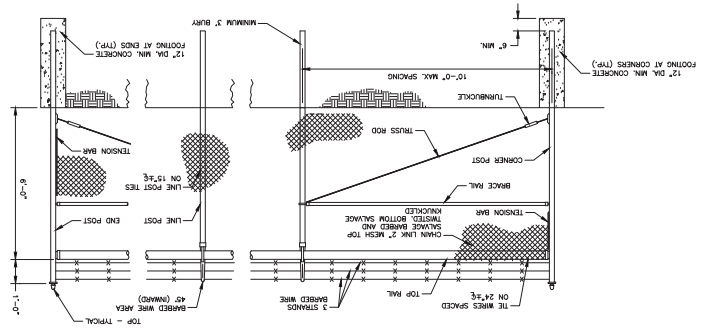 TIE WIRES SPACED
ON 24"±℄
TOP RAIL
3 STRANDS
BARBED WIRE
BARBED WIRE AREA
45° (INWARD)
TOP - TYPICAL
1'-0"
CHAIN LINK 2" MESH TOP
SALVAGE BARBED AND
TWISTED. BOTTOM SALVAGE
KNUCKLED
TENSION BAR
BRACE RAIL
CORNER POST
TRUSS ROD
TURNBUCKLE
LINE POST
LINE POST TIES
ON 15"±℄
END POST
TENSION BAR
6'-0"
12" DIA. MIN. CONCRETE
FOOTING AT CORNERS (TYP.)
6" MIN.
10'-0" MAX. SPACING
MINIMUM 3' BURY
12" DIA. MIN. CONCRETE
FOOTING AT ENDS (TYP.)